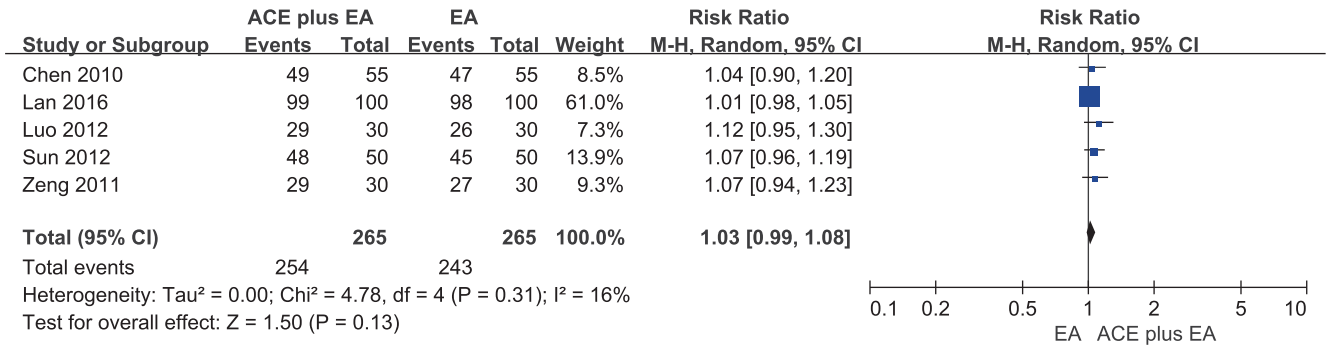 ACE plus EA EA Risk Ratio Risk Ratio
Study or Subgroup Events Total Events Total Weight M-H, Random, 95% CI M-H, Random, 95% CI
Chen 2010 49 55 47 55 8.5% 1.04 [0.90, 1.20]
Lan 2016 99 100 98 100 61.0% 1.01 [0.98, 1.05]
Luo 2012 29 30 26 30 7.3% 1.12 [0.95, 1.30]
Sun 2012 48 50 45 50 13.9% 1.07 [0.96, 1.19]
Zeng 2011 29 30 27 30 9.3% 1.07 [0.94, 1.23]
Total (95% CI) 265 265 100.0% 1.03 [0.99, 1.08]
Total events 254 243
Heterogeneity: Tau² = 0.00; Chi² = 4.78, df = 4 (P = 0.31); I² = 16%
Test for overall effect: Z = 1.50 (P = 0.13)
0.1 0.2 0.5 1 2 5 10
EA ACE plus EA